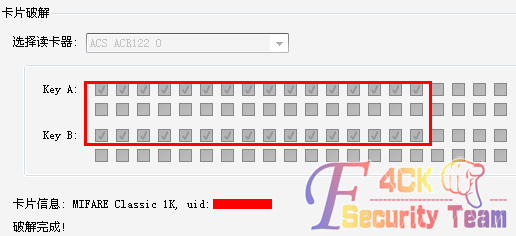 卡片破解
选择读卡器: ACS ACR122 0
Key A:
Key B:
卡片信息: MIFARE Classic 1K, uid:
破解完成!
F4CK
Security Team